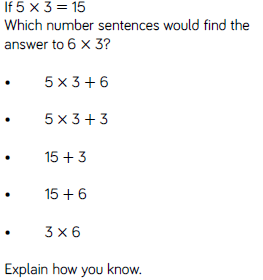 If 5 × 3 = 15
Which number sentences would find the
answer to 6 × 3?
• 5 × 3 + 6
• 5 × 3 + 3
• 15 + 3
• 15 + 6
• 3 × 6
Explain how you know.